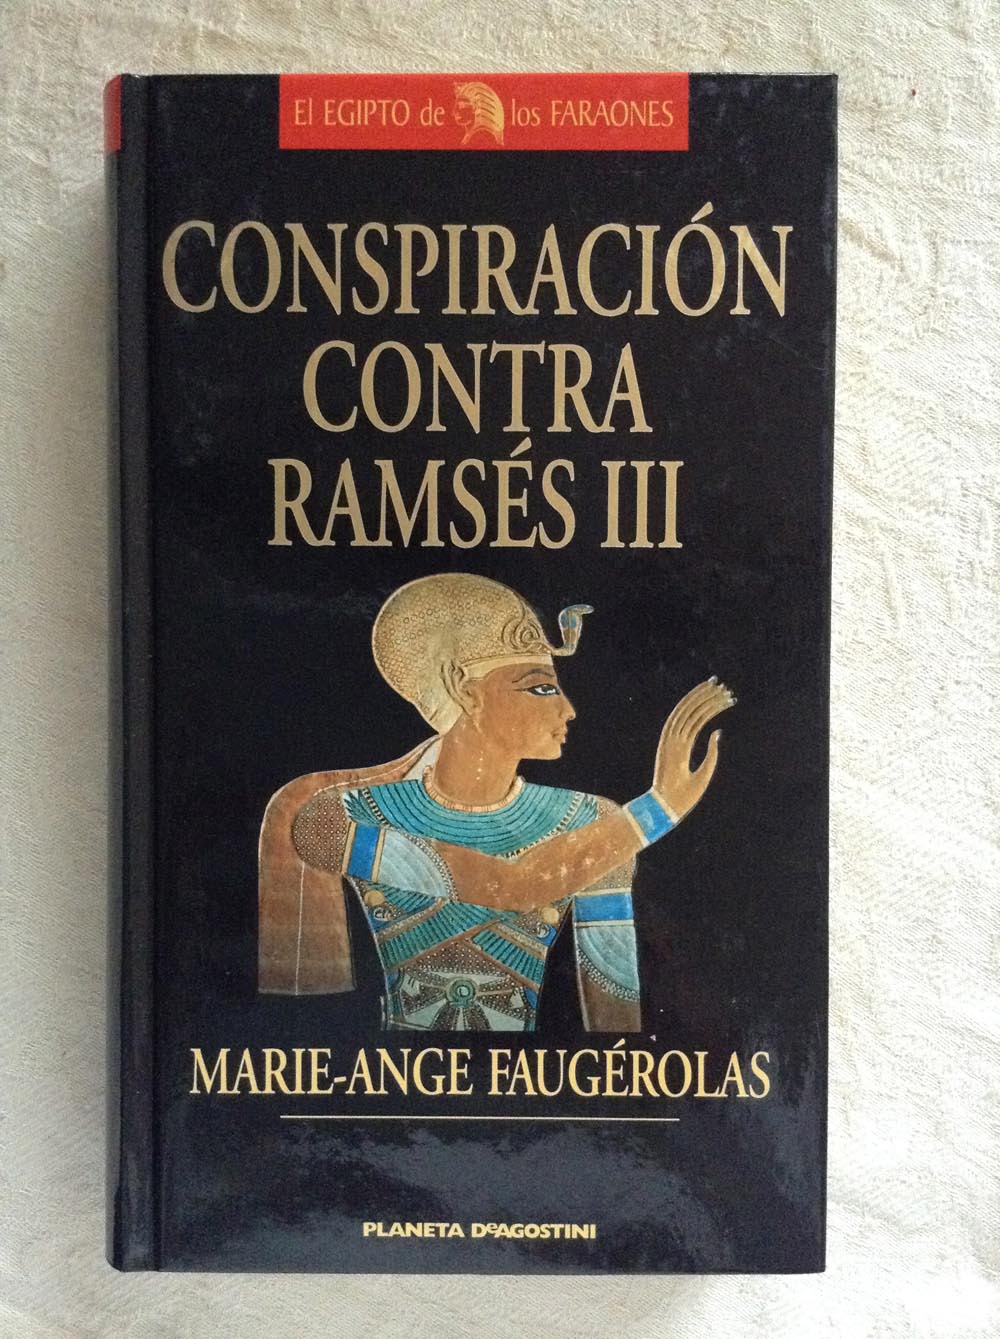 El EGIPTO de los FARAONES
CONSPIRACIÓN
CONTRA
RAMSÉS III
MARIE-ANGE FAUGÉROLAS
PLANETA DeAGOSTINI